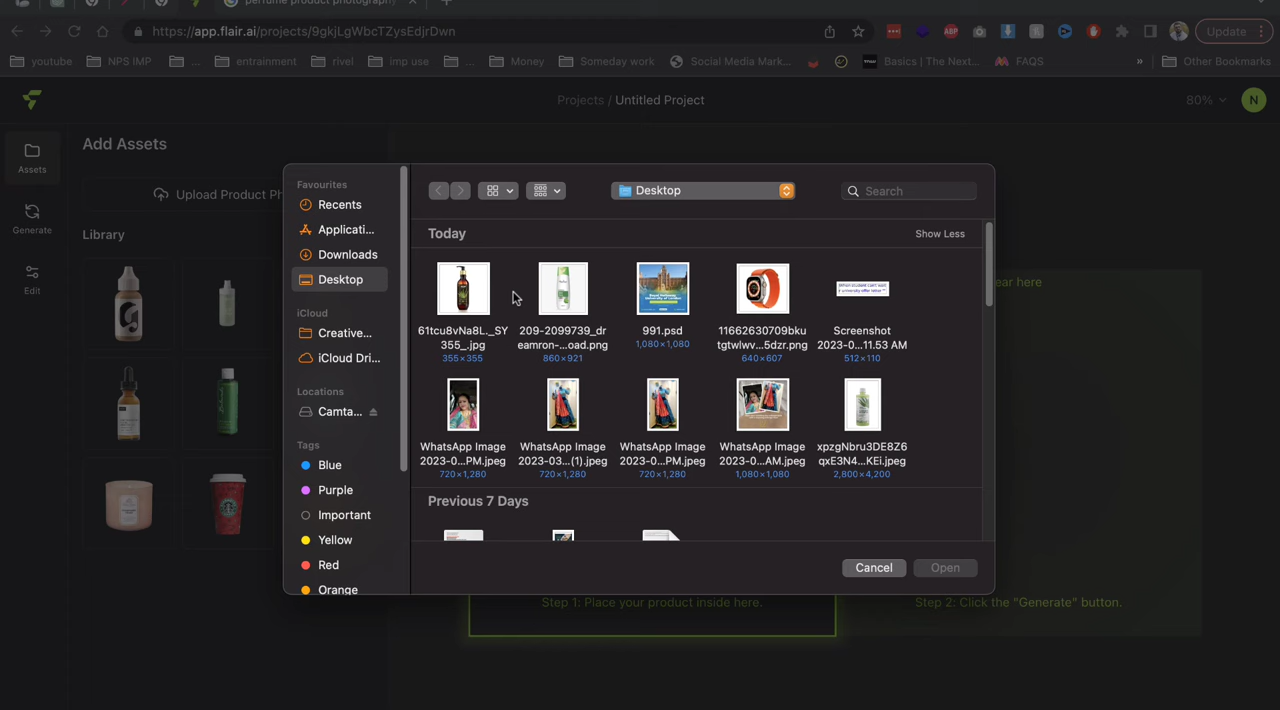 perfume product photography
https://app.flair.ai/projects/9gkjLgWbcTZysEdjrDwn
ABP
Update
youtube
NPS IMP
...
entrainment
rivel
imp use
...
Money
Someday work
Social Media Mark...
Basics | The Next...
FAQS
»
Other Bookmarks
Projects / Untitled Project
80%
N
Assets
Generate
Edit
Add Assets
Upload Product Ph
Library
Favourites
Recents
Applicati...
Downloads
Desktop
iCloud
Creative...
iCloud Dri...
Locations
Camta...
Tags
Blue
Purple
Important
Yellow
Red
Orange
Desktop
Search
Today
Show Less
61tcu8vNa8L._SY
355_.jpg
355×355
209-2099739_dr
eamron-...oad.png
860×921
991.psd
1,080×1,080
11662630709bku
tgtwlwv...5dzr.png
640×607
Screenshot
2023-0...11.53 AM
512×110
WhatsApp Image
2023-0...PM.jpeg
720×1,280
WhatsApp Image
2023-03...(1).jpeg
720×1,280
WhatsApp Image
2023-0...PM.jpeg
720×1,280
WhatsApp Image
2023-0...AM.jpeg
1,080×1,080
xpzgNbru3DE8Z6
qxE3N4...KEi.jpeg
2,800×4,200
Previous 7 Days
Cancel
Open
ear here
Step 1: Place your product inside here.
Step 2: Click the "Generate" button.